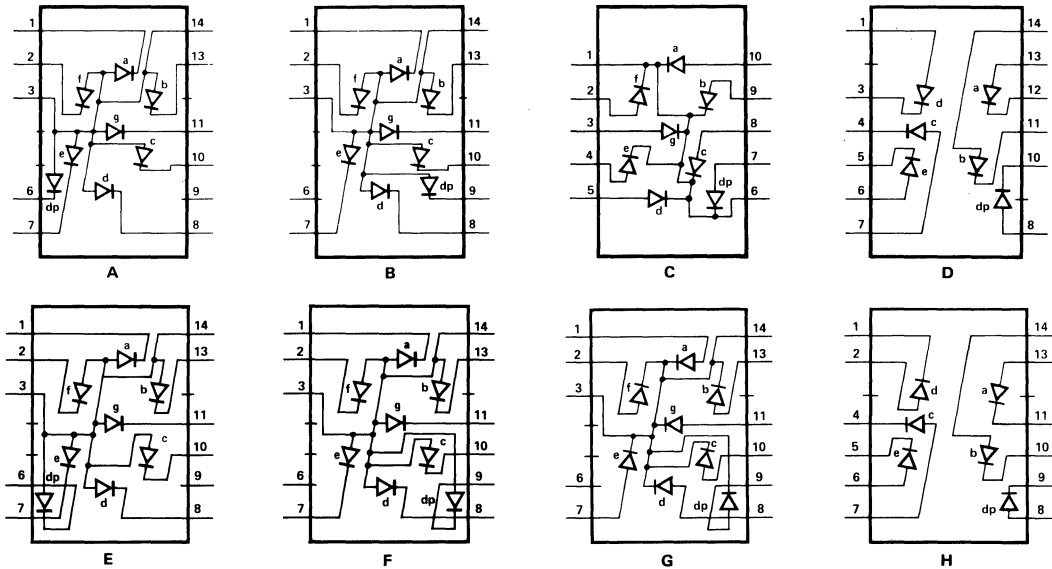 1 14
a
2 13
f b
3
g 11
e c
10
6 d 9
dp
7 8
A
1 14
a
2 13
f b
3
g 11
e c
10
dp
6 d 9
7 8
B
a
1 10
f b
2 9
3 g 8
e c
4 7
dp
5 d 6
C
1 14
2 13
a
3 d 12
4 c 11
5 b 10
e
6 dp
7 8
D
1 14
a
2 13
f b
3
g 11
c
e 10
dp
6 d 9
7 8
E
1 14
a
2 13
f b
3
g 11
c
e 10
6 d dp 9
7 8
F
1 14
a
2 13
f b
3
g 11
c
e 10
6 d dp 9
7 8
G
1 14
2 13
d a
4 c
5 e b 10
6 9
dp
7 8
H